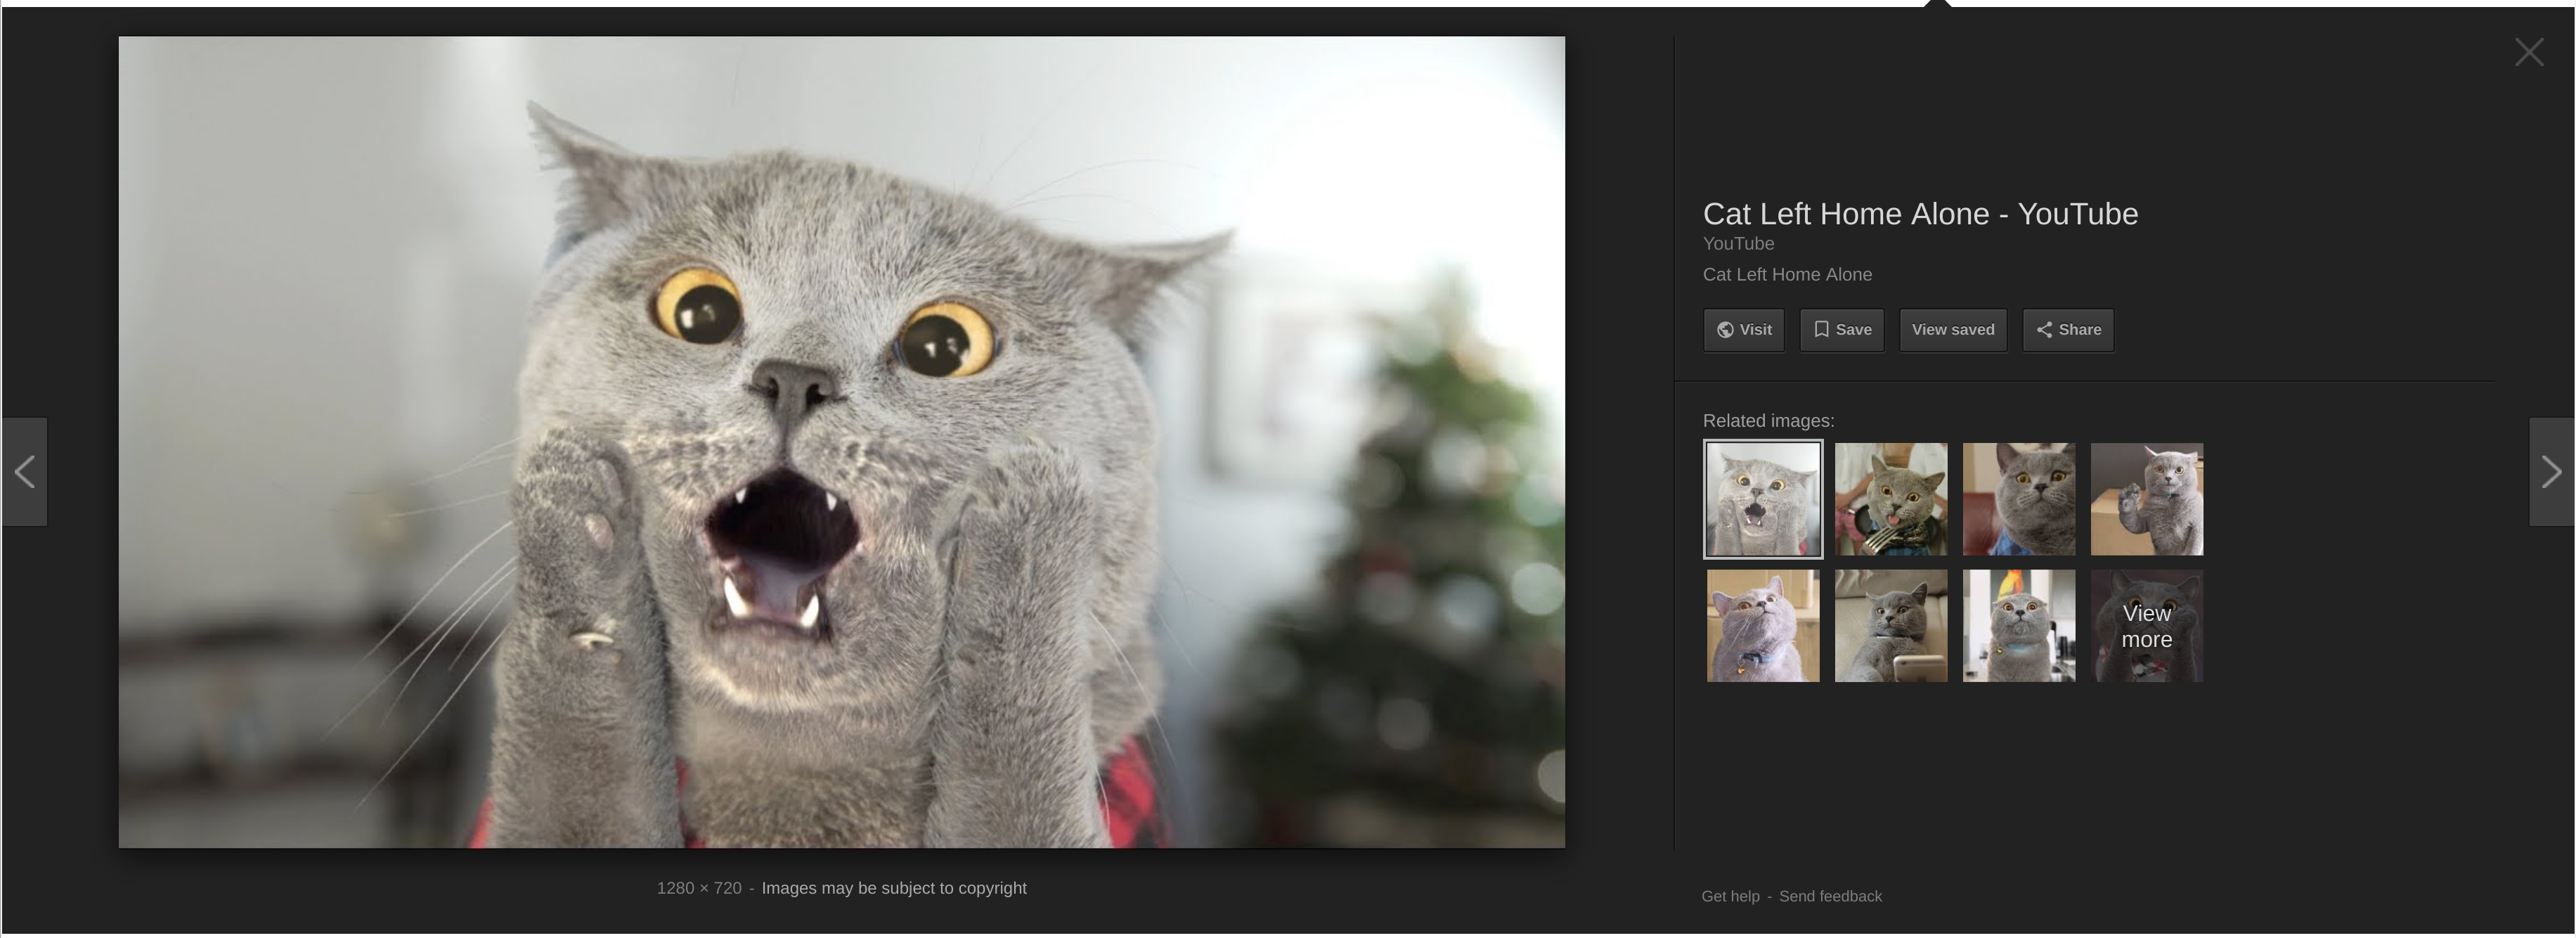 Cat Left Home Alone - YouTube
YouTube
Cat Left Home Alone
Visit
Save
View saved
Share
Related images:
View
more
1280 × 720 - Images may be subject to copyright
Get help - Send feedback